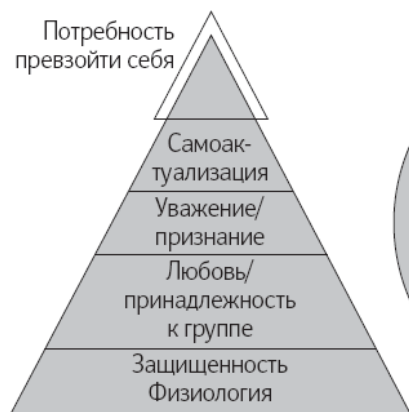 Потребность
превзойти себя
Самоак-
туализация
Уважение/
признание
Любовь/
принадлежность
к группе
Защищенность
Физиология